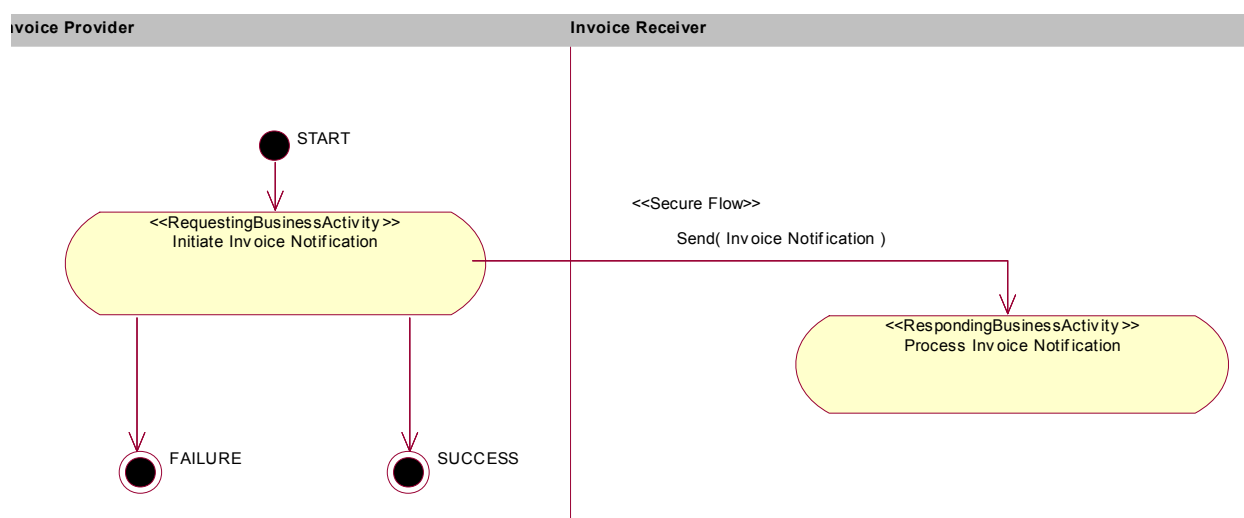 nvoice Provider
Invoice Receiver
START
<<Secure Flow>>
<<RequestingBusinessActivity>>
Initiate Invoice Notification
Send( Invoice Notification )
<<RespondingBusinessActivity>>
Process Invoice Notification
FAILURE
SUCCESS